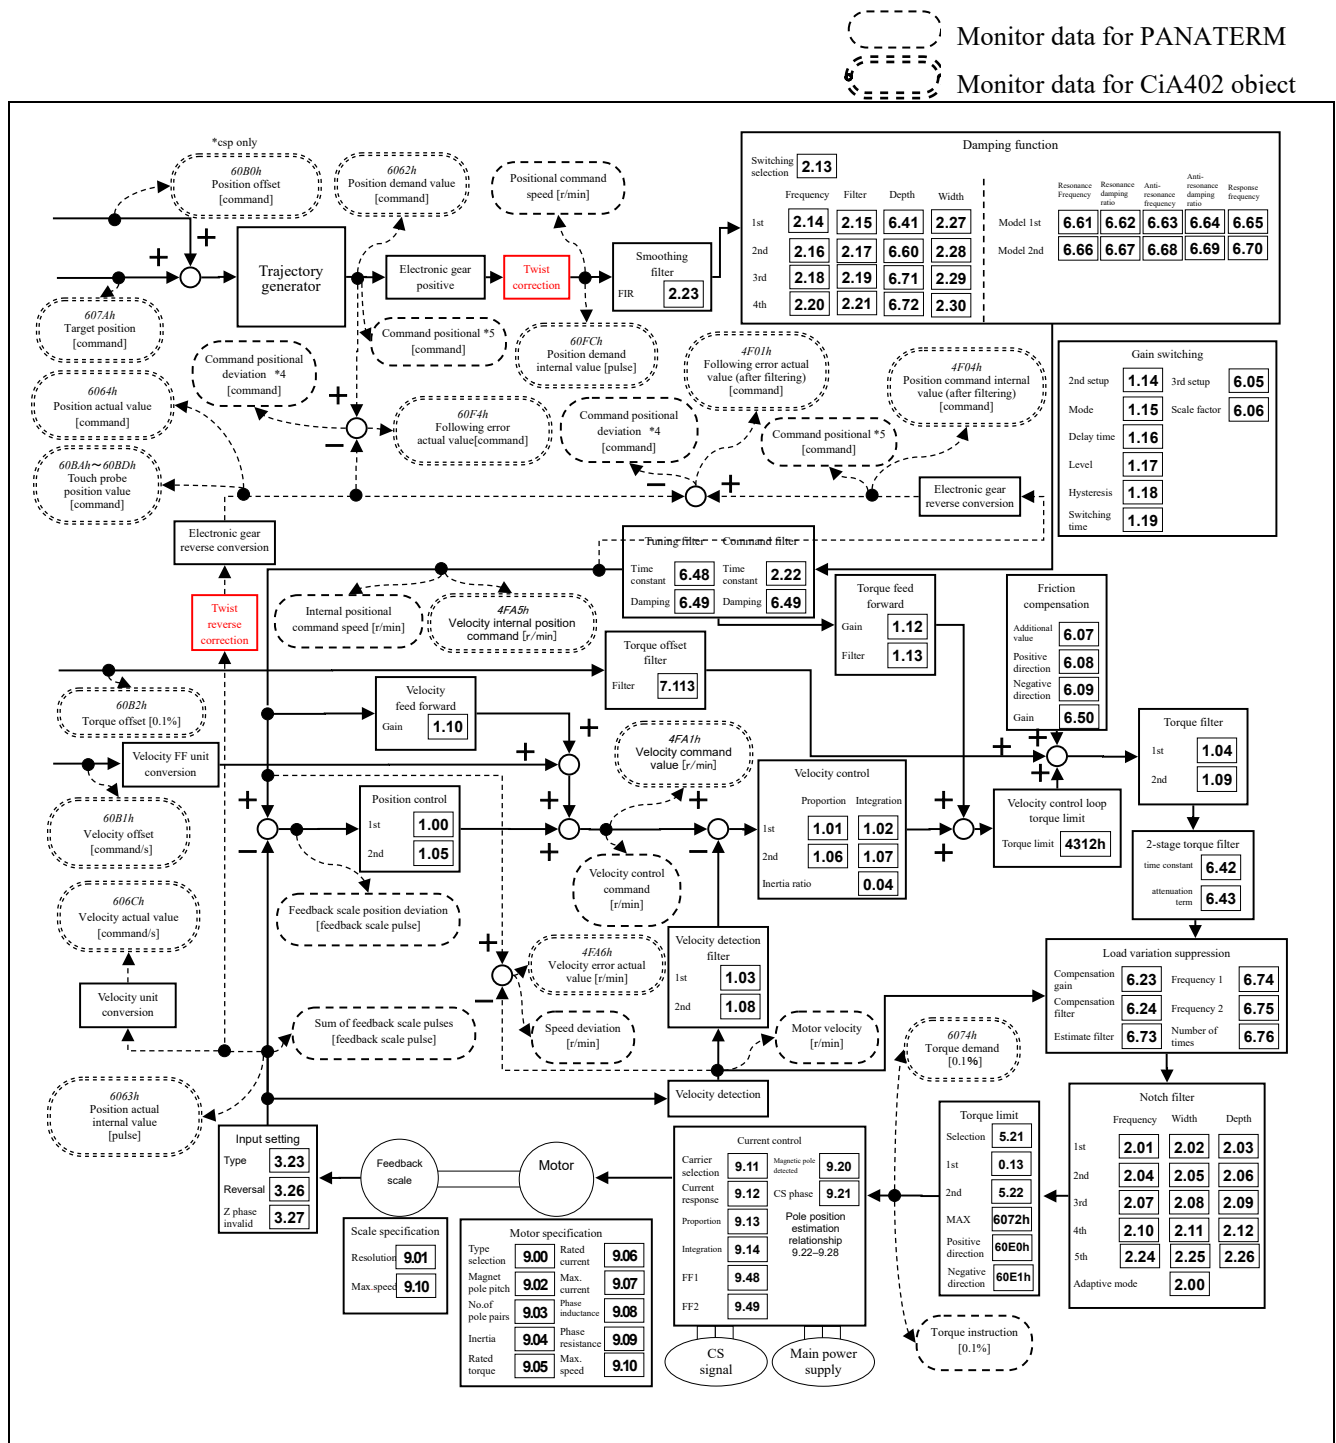 Monitor data for PANATERM
Monitor data for CiA402 object
*csp only
60B0h
Position offset
[command]
6062h
Position demand value
[command]
Positional command
speed [r/min]
Damping function
Switching
selection
2.13
Frequency Filter Depth Width
1st 2.14 2.15 6.41 2.27
2nd 2.16 2.17 6.60 2.28
3rd 2.18 2.19 6.71 2.29
4th 2.20 2.21 6.72 2.30
Resonance
Frequency
Resonance
damping
ratio
Anti-
resonance
frequency
Anti-
resonance
damping
ratio
Response
frequency
Model 1st 6.61 6.62 6.63 6.64 6.65
Model 2nd 6.66 6.67 6.68 6.69 6.70
+
+
Trajectory
generator
Electronic gear
positive
Twist
correction
Smoothing
filter
FIR 2.23
607Ah
Target position
[command]
Command positional
deviation *4
[command]
Command positional *5
[command]
60FCh
Position demand
internal value [pulse]
4F01h
Following error actual
value (after filtering)
[command]
4F04h
Position command internal
value (after filtering)
[command]
Gain switching
2nd setup 1.14 3rd setup 6.05
Mode 1.15 Scale factor 6.06
Delay time 1.16
Level 1.17
Hysteresis 1.18
Switching
time
1.19
6064h
Position actual value
[command]
+
−
60F4h
Following error
actual value[command]
Command positional
deviation *4
[command]
Command positional *5
[command]
60BAh～60BDh
Touch probe
position value
[command]
−
+
Electronic gear
reverse conversion
Electronic gear
reverse conversion
Tuning filter Command filter
Time
constant
6.48
Time
constant
2.22
Damping 6.49 Damping 6.49
Twist
reverse
correction
Internal positional
command speed [r/min]
4FA5h
Velocity internal position
command [r/min]
Torque feed
forward
Gain 1.12
Filter 1.13
Friction
compensation
Additional
value
6.07
Positive
direction
6.08
Negative
direction
6.09
Gain 6.50
Torque offset
filter
Filter 7.113
60B2h
Torque offset [0.1%]
Velocity
feed forward
Gain 1.10
4FA1h
Velocity command
value [r/min]
Torque filter
1st 1.04
2nd 1.09
Velocity FF unit
conversion
+
+
+
+
+
Velocity control
Proportion Integration
1st 1.01 1.02
2nd 1.06 1.07
Inertia ratio 0.04
60B1h
Velocity offset
[command/s]
+
−
Position control
1st 1.00
2nd 1.05
+
+
+
−
+
+
Velocity control loop
torque limit
Torque limit 4312h
2-stage torque filter
time constant 6.42
attenuation
term
6.43
Velocity control
command
[r/min]
606Ch
Velocity actual value
[command/s]
Feedback scale position deviation
[feedback scale pulse]
+
−
4FA6h
Velocity error actual
value [r/min]
Velocity detection
filter
1st 1.03
2nd 1.08
Load variation suppression
Compensation
gain
6.23 Frequency 1 6.74
Compensation
filter
6.24 Frequency 2 6.75
Estimate filter 6.73
Number of
times
6.76
Velocity unit
conversion
Sum of feedback scale pulses
[feedback scale pulse]
Speed deviation
[r/min]
Motor velocity
[r/min]
6074h
Torque demand
[0.1%]
6063h
Position actual
internal value
[pulse]
Velocity detection
Input setting
Type 3.23
Reversal 3.26
Z phase
invalid
3.27
Feedback
scale
Motor
Current control
Carrier
selection
9.11
Magnetic pole
detected
9.20
Current
response
9.12 CS phase 9.21
Proportion 9.13
Pole position
estimation
relationship
9.22–9.28
Integration 9.14
FF1 9.48
FF2 9.49
Torque limit
Selection 5.21
1st 0.13
2nd 5.22
MAX 6072h
Positive
direction
60E0h
Negative
direction
60E1h
Notch filter
Frequency Width Depth
1st 2.01 2.02 2.03
2nd 2.04 2.05 2.06
3rd 2.07 2.08 2.09
4th 2.10 2.11 2.12
5th 2.24 2.25 2.26
Adaptive mode 2.00
Scale specification
Resolution 9.01
Max.speed 9.10
Motor specification
Type
selection
9.00
Rated
current
9.06
Magnet
pole pitch
9.02
Max.
current
9.07
No.of
pole pairs
9.03
Phase
inductance
9.08
Inertia 9.04
Phase
resistance
9.09
Rated
torque
9.05
Max.
speed
9.10
CS
signal
Main power
supply
Torque instruction
[0.1%]